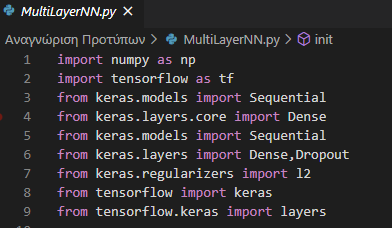 MultiLayerNN.py ×
Αναγνώριση Προτύπων > MultiLayerNN.py > init
1 import numpy as np
2 import tensorflow as tf
3 from keras.models import Sequential
4 from keras.layers.core import Dense
5 from keras.models import Sequential
6 from keras.layers import Dense,Dropout
7 from keras.regularizers import l2
8 from tensorflow import keras
9 from tensorflow.keras import layers